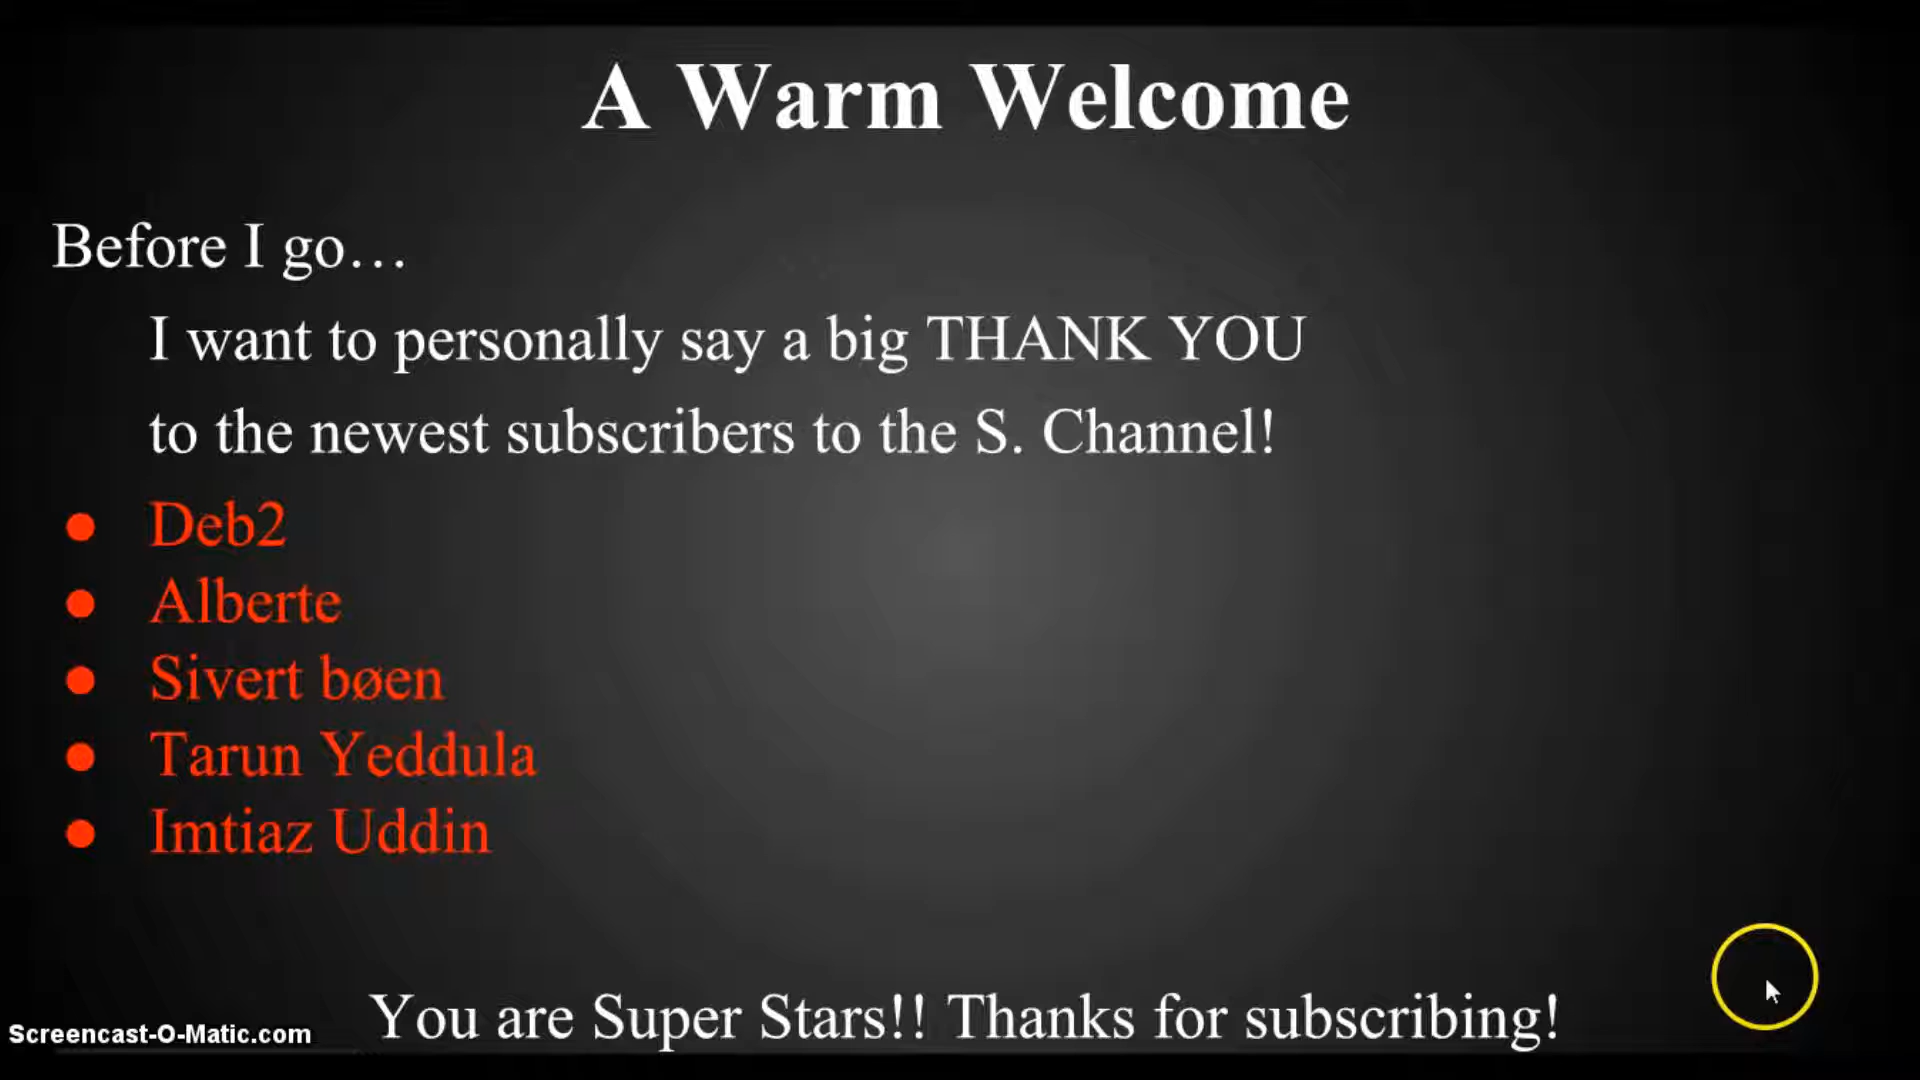 A Warm Welcome
Before I go…
I want to personally say a big THANK YOU
to the newest subscribers to the S. Channel!
● Deb2
● Alberte
● Sivert bøen
● Tarun Yeddula
● Imtiaz Uddin
You are Super Stars!! Thanks for subscribing!
Screencast-O-Matic.com